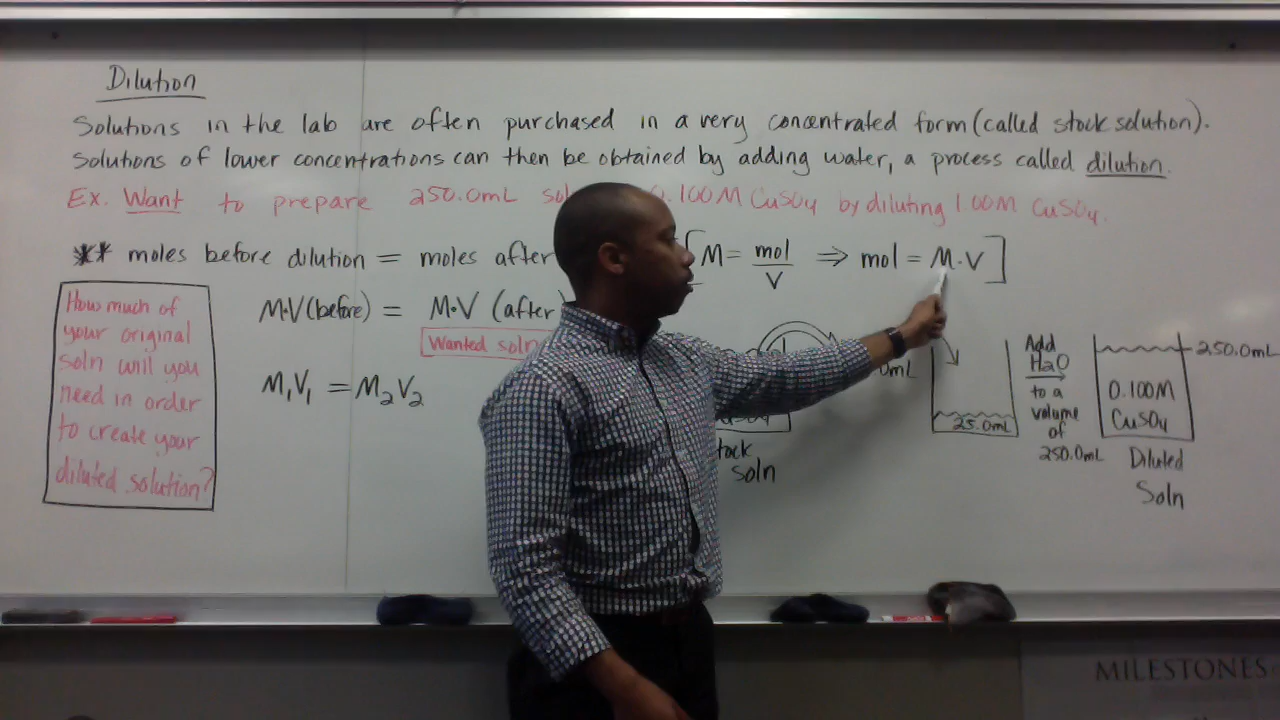 Dilution
Solutions in the lab are often purchased in a very concentrated form (called stock solution).
Solutions of lower concentrations can then be obtained by adding water, a process called dilution.
Ex. Want to prepare 250.0mL 0.100M CuSO4 by diluting 1.00M CuSO4.
** moles before dilution = moles after [M = mol/V ⇒ mol = M·V]
M·V (before) = M·V (after
Wanted soln
M1V1 = M2V2
How much of
your original
soln will you
need in order
to create your
diluted solution?
mL
25.0mL
Add
H2O
to a
volume
of
250.0mL
250.0mL
0.100M
CuSO4
Diluted
Soln
Soln
MILESTONES